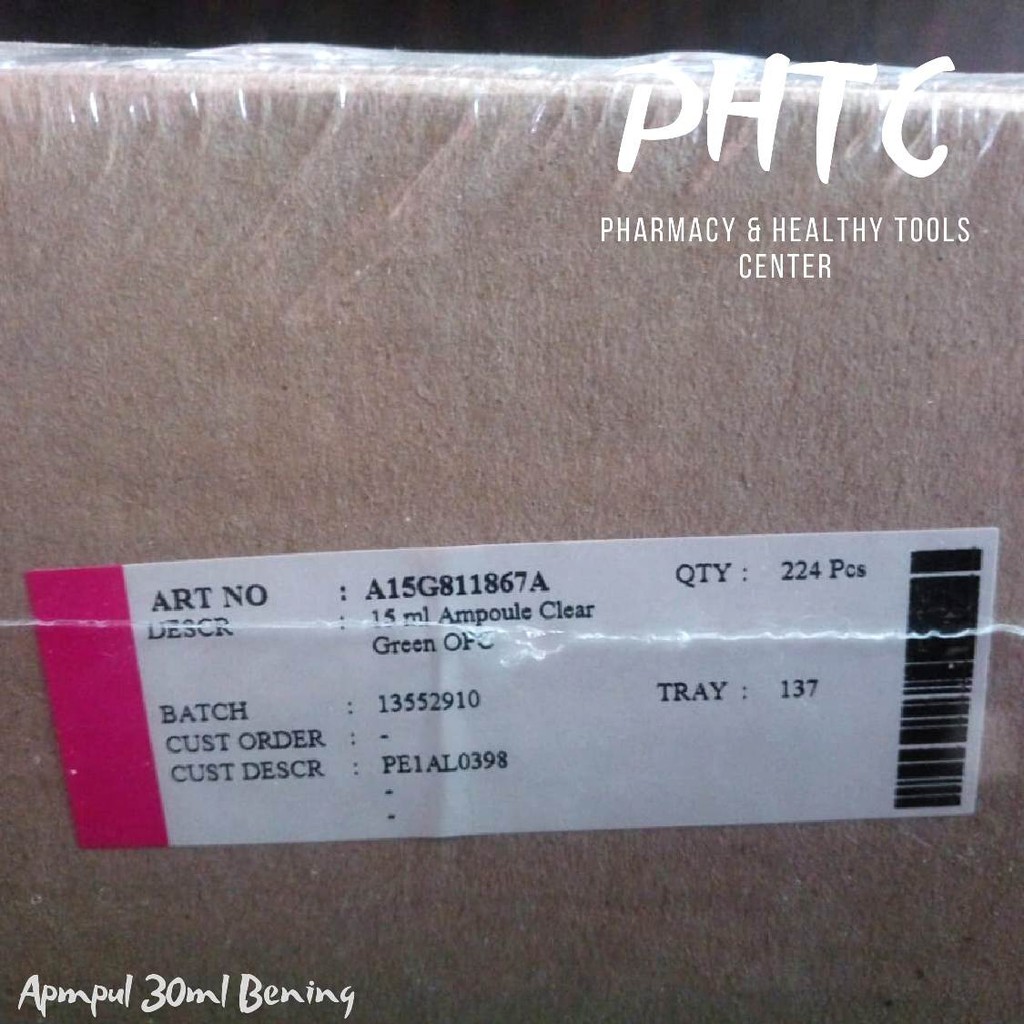 PHTC
PHARMACY & HEALTHY TOOLS
CENTER
ART NO : A15G811867A QTY : 224 Pcs
DESCR : 15 ml Ampoule Clear
Green OPC
BATCH : 13552910 TRAY : 137
CUST ORDER : -
CUST DESCR : PE1AL0398
-
-
Apmpul 30ml Bening